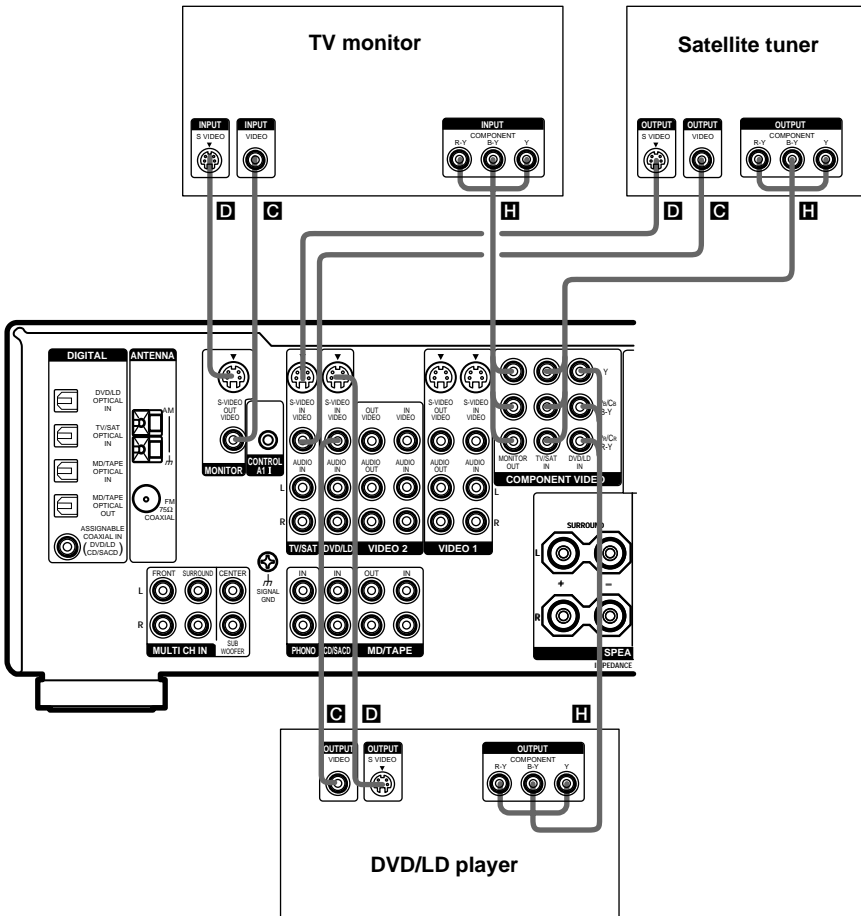 TV monitor
Satellite tuner
INPUT
S VIDEO
INPUT
VIDEO
INPUT
COMPONENT
R-Y B-Y Y
OUTPUT
S VIDEO
OUTPUT
VIDEO
OUTPUT
COMPONENT
R-Y B-Y Y
D
C
H
D
C
H
DIGITAL
DVD/LD
OPTICAL
IN
TV/SAT
OPTICAL
IN
MD/TAPE
OPTICAL
IN
MD/TAPE
OPTICAL
OUT
ASSIGNABLE
COAXIAL IN
(DVD/LD
CD/SACD)
ANTENNA
AM
FM
75Ω
COAXIAL
S-VIDEO
OUT
VIDEO
MONITOR
CONTROL
A1 II
S-VIDEO
IN
VIDEO
AUDIO
IN
TV/SAT
S-VIDEO
IN
VIDEO
AUDIO
IN
DVD/LD
L
R
OUT
VIDEO
IN
VIDEO
AUDIO
OUT
AUDIO
IN
VIDEO 2
S-VIDEO
OUT
VIDEO
S-VIDEO
IN
VIDEO
AUDIO
OUT
AUDIO
IN
VIDEO 1
L
R
Y
PB/CB
B-Y
PR/CR
R-Y
MONITOR
OUT
TV/SAT
IN
DVD/LD
IN
COMPONENT VIDEO
SURROUND
L
+ –
R
SPEA
IMPEDANCE
FRONT SURROUND CENTER
L
R
SUB
WOOFER
MULTI CH IN
SIGNAL
GND
IN IN OUT IN
PHONO CD/SACD MD/TAPE
C
D
H
OUTPUT
VIDEO
OUTPUT
S VIDEO
OUTPUT
COMPONENT
R-Y B-Y Y
DVD/LD player